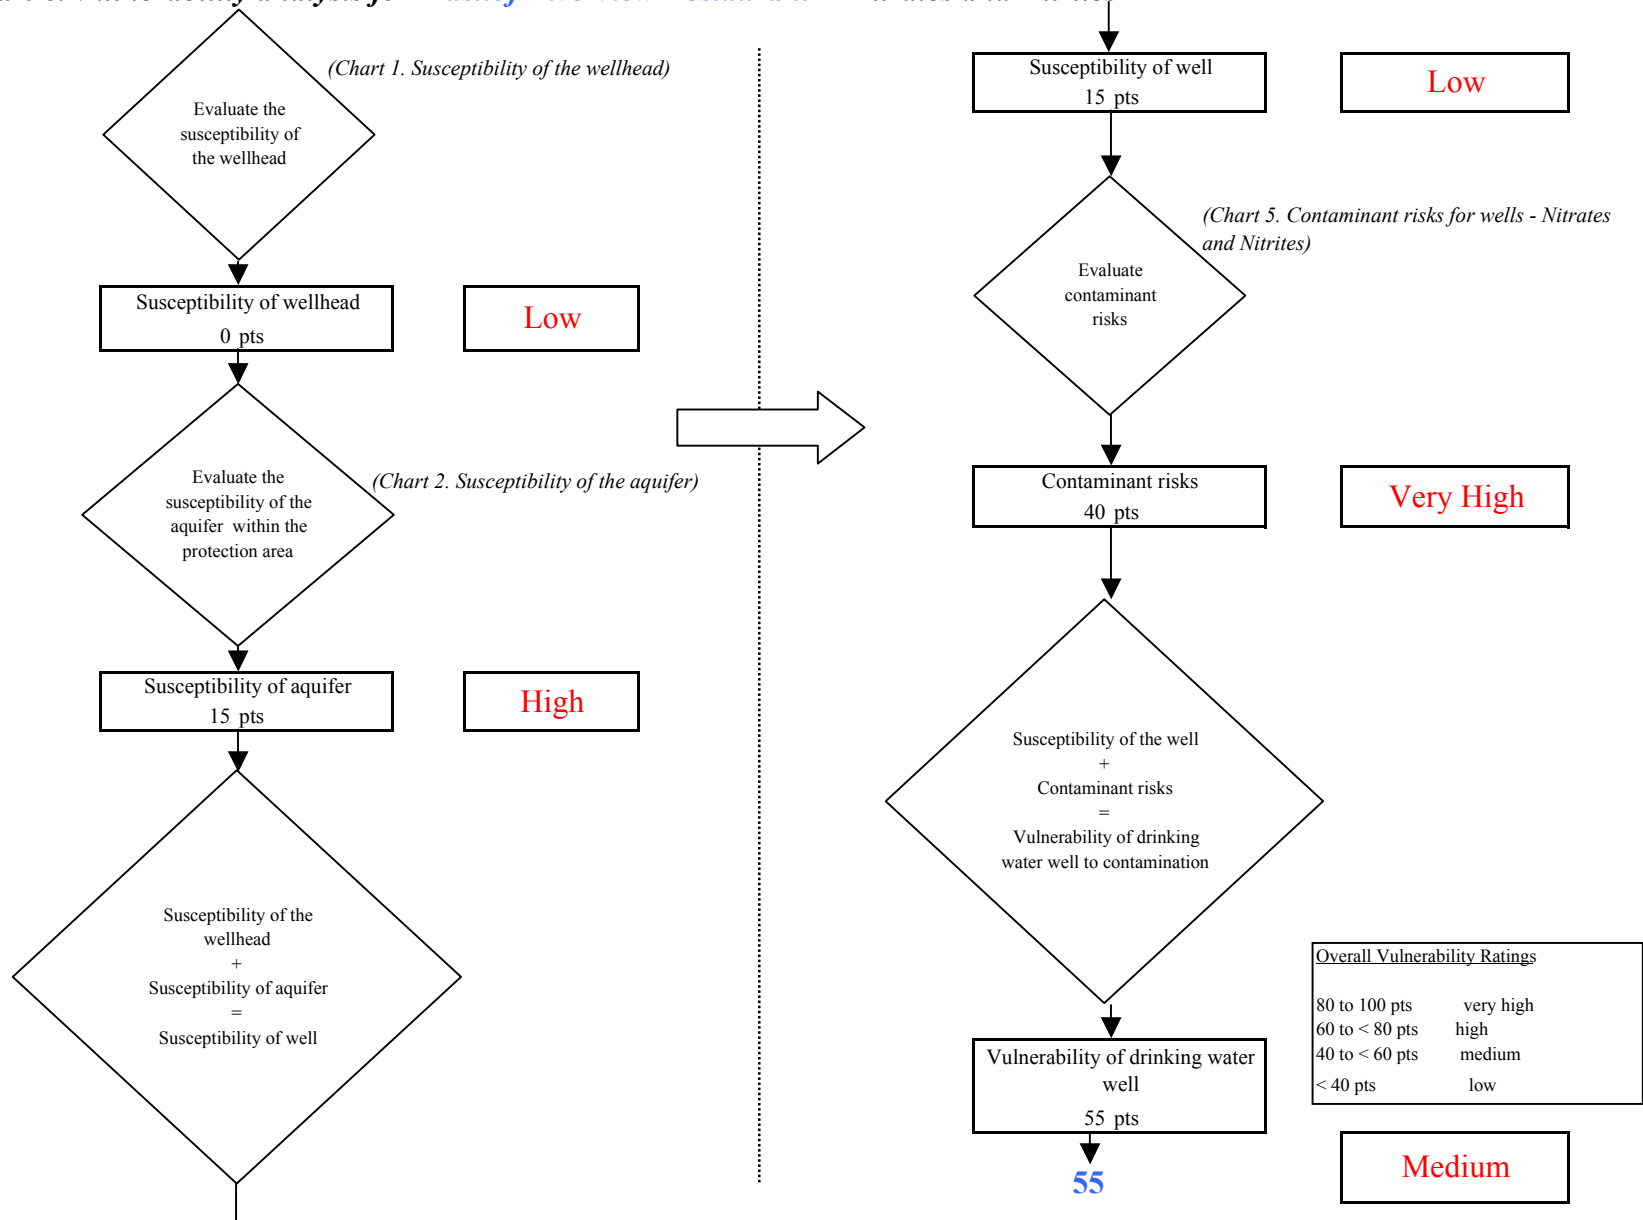 (Chart 1. Susceptibility of the wellhead)
Evaluate the
susceptibility of
the wellhead
Susceptibility of wellhead
0 pts
Low
Evaluate the
susceptibility of the
aquifer within the
protection area
(Chart 2. Susceptibility of the aquifer)
Susceptibility of aquifer
15 pts
High
Susceptibility of the
wellhead
+
Susceptibility of aquifer
=
Susceptibility of well
Susceptibility of well
15 pts
Low
(Chart 5. Contaminant risks for wells - Nitrates
and Nitrites)
Evaluate
contaminant
risks
Contaminant risks
40 pts
Very High
Susceptibility of the well
+
Contaminant risks
=
Vulnerability of drinking
water well to contamination
Overall Vulnerability Ratings
80 to 100 pts very high
60 to < 80 pts high
40 to < 60 pts medium
< 40 pts low
Vulnerability of drinking water
well
55 pts
55
Medium